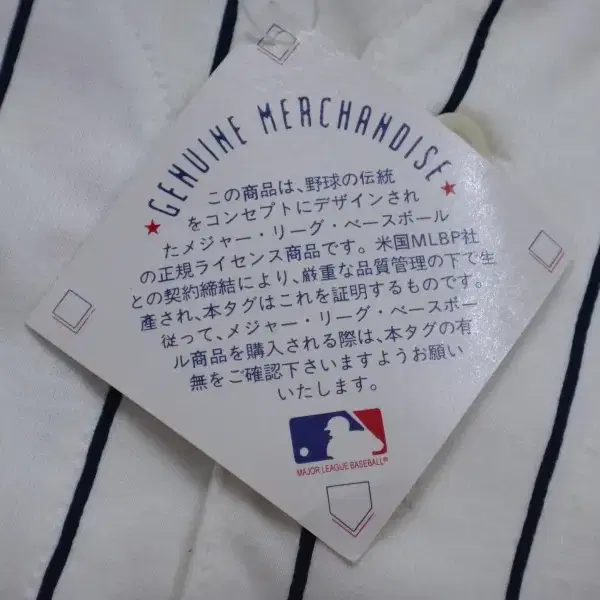 GENUINE MERCHANDISE
この商品は、野球の伝統
をコンセプトにデザインされ
たメジャー・リーグ・ベースボール
の正規ライセンス商品です。米国MLBP社
との契約締結により、厳重な品質管理の下で生
産され、本タグはこれを証明するものです。
従って、メジャー・リーグ・ベースボー
ル商品を購入される際は、本タグの有
無をご確認下さいますようお願い
いたします。
MAJOR LEAGUE BASEBALL®